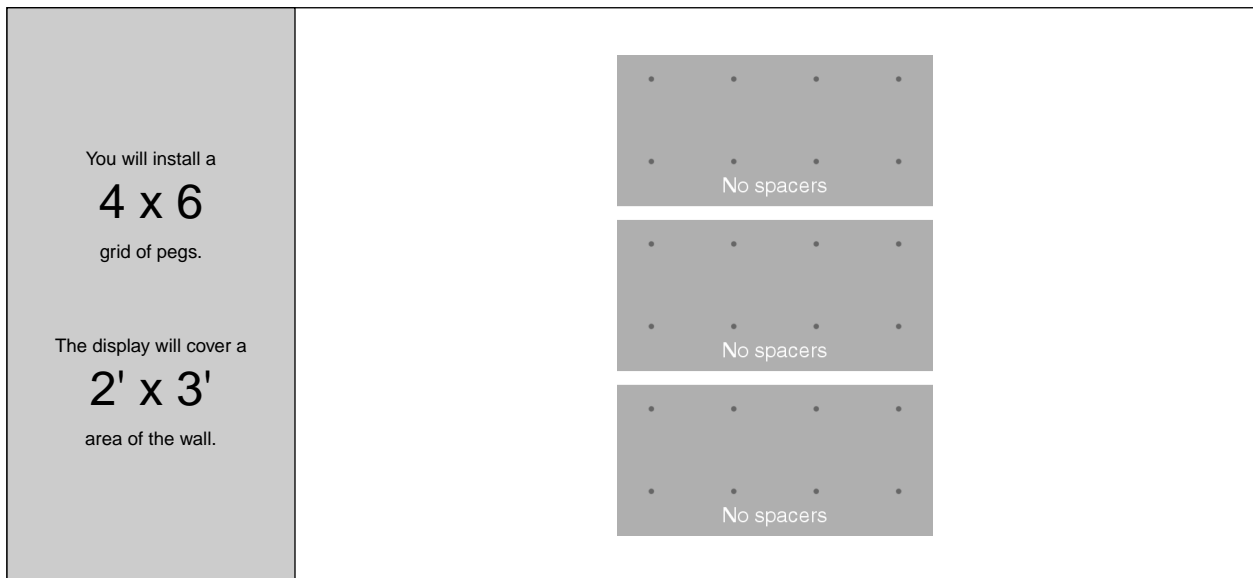 You will install a
4 x 6
grid of pegs.
The display will cover a
2' x 3'
area of the wall.
No spacers
No spacers
No spacers